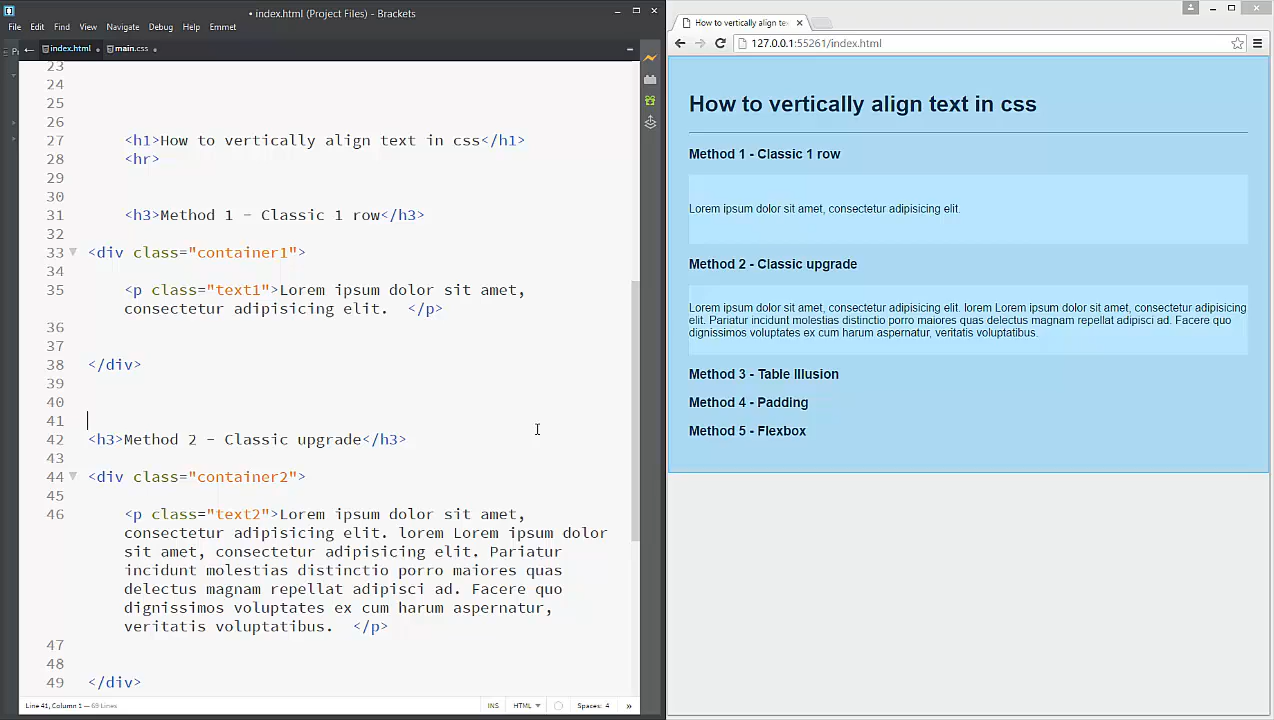 • index.html (Project Files) - Brackets
File Edit Find View Navigate Debug Help Emmet
index.html • main.css •
23
24
25
26
27 <h1>How to vertically align text in css</h1>
28 <hr>
29
30
31 <h3>Method 1 - Classic 1 row</h3>
32
33 <div class="container1">
34
35 <p class="text1">Lorem ipsum dolor sit amet,
consectetur adipisicing elit.  </p>
36
37
38 </div>
39
40
41
42 <h3>Method 2 - Classic upgrade</h3>
43
44 <div class="container2">
45
46 <p class="text2">Lorem ipsum dolor sit amet,
consectetur adipisicing elit. lorem Lorem ipsum dolor
sit amet, consectetur adipisicing elit. Pariatur
incidunt molestias distinctio porro maiores quas
delectus magnam repellat adipisci ad. Facere quo
dignissimos voluptates ex cum harum aspernatur,
veritatis voluptatibus.  </p>
47
48
49 </div>
Line 41, Column 1 — 69 Lines INS HTML Spaces: 4 »
How to vertically align tex
127.0.0.1:55261/index.html
How to vertically align text in css
Method 1 - Classic 1 row
Lorem ipsum dolor sit amet, consectetur adipisicing elit.
Method 2 - Classic upgrade
Lorem ipsum dolor sit amet, consectetur adipisicing elit. lorem Lorem ipsum dolor sit amet, consectetur adipisicing
elit. Pariatur incidunt molestias distinctio porro maiores quas delectus magnam repellat adipisci ad. Facere quo
dignissimos voluptates ex cum harum aspernatur, veritatis voluptatibus.
Method 3 - Table Illusion
Method 4 - Padding
Method 5 - Flexbox